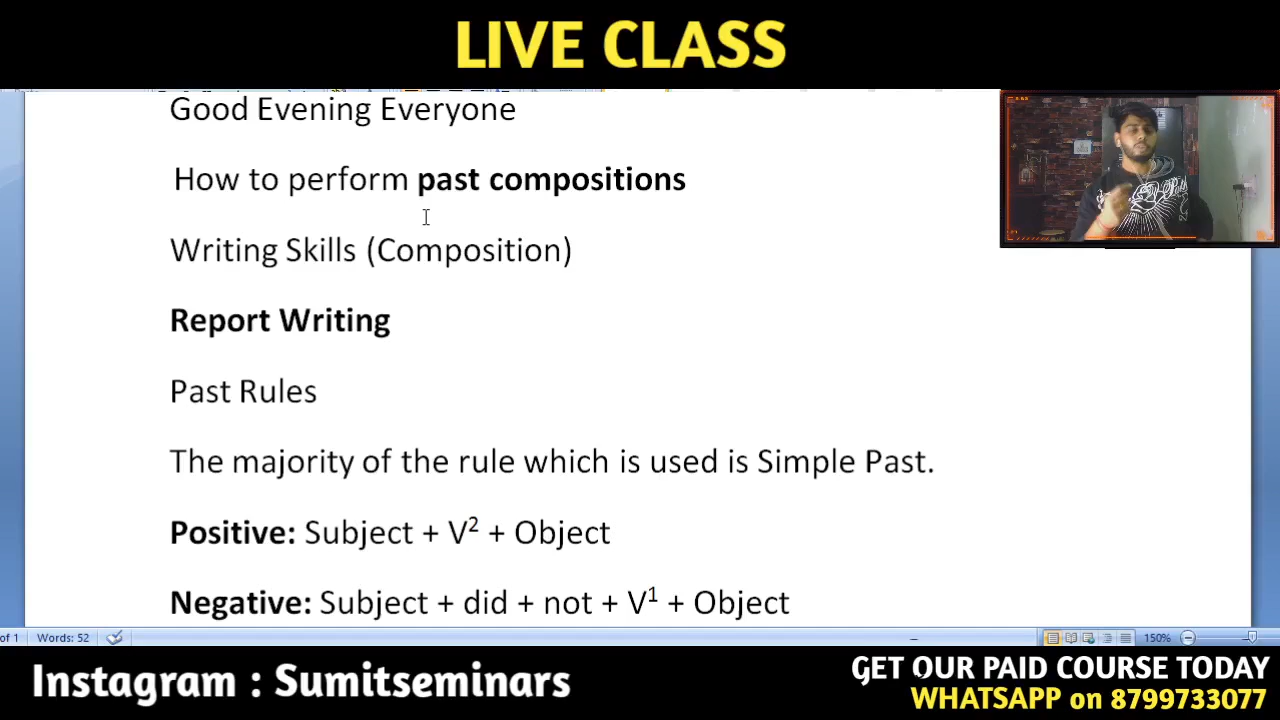 LIVE CLASS
Good Evening Everyone
How to perform past compositions
Writing Skills (Composition)
Report Writing
Past Rules
The majority of the rule which is used is Simple Past.
Positive: Subject + V² + Object
Negative: Subject + did + not + V¹ + Object
of 1 Words: 52 150%
Instagram : Sumitseminars
GET OUR PAID COURSE TODAY
WHATSAPP on 8799733077